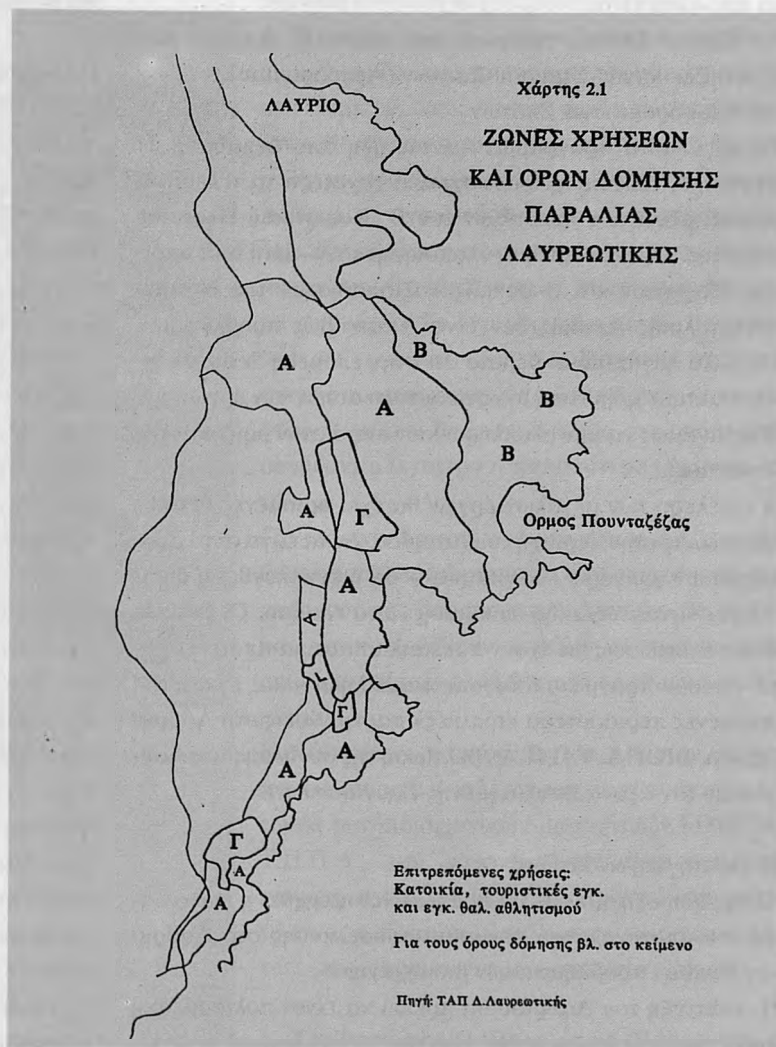 Χάρτης 2.1
ΖΩΝΕΣ ΧΡΗΣΕΩΝ
ΚΑΙ ΟΡΩΝ ΔΟΜΗΣΗΣ
ΠΑΡΑΛΙΑΣ
ΛΑΥΡΕΩΤΙΚΗΣ
ΛΑΥΡΙΟ
Β
Α
Α
Β
Β
Α
Γ
Ορμος Πουνταζέζας
Α
Α
Γ
Γ
Α
Α
Γ
Α
Α
Επιτρεπόμενες χρήσεις:
Κατοικία, τουριστικές εγκ.
και εγκ. θαλ. αθλητισμού
Για τους όρους δόμησης βλ. στο κείμενο
Πηγή: ΤΑΠ Δ.Λαυρεωτικής